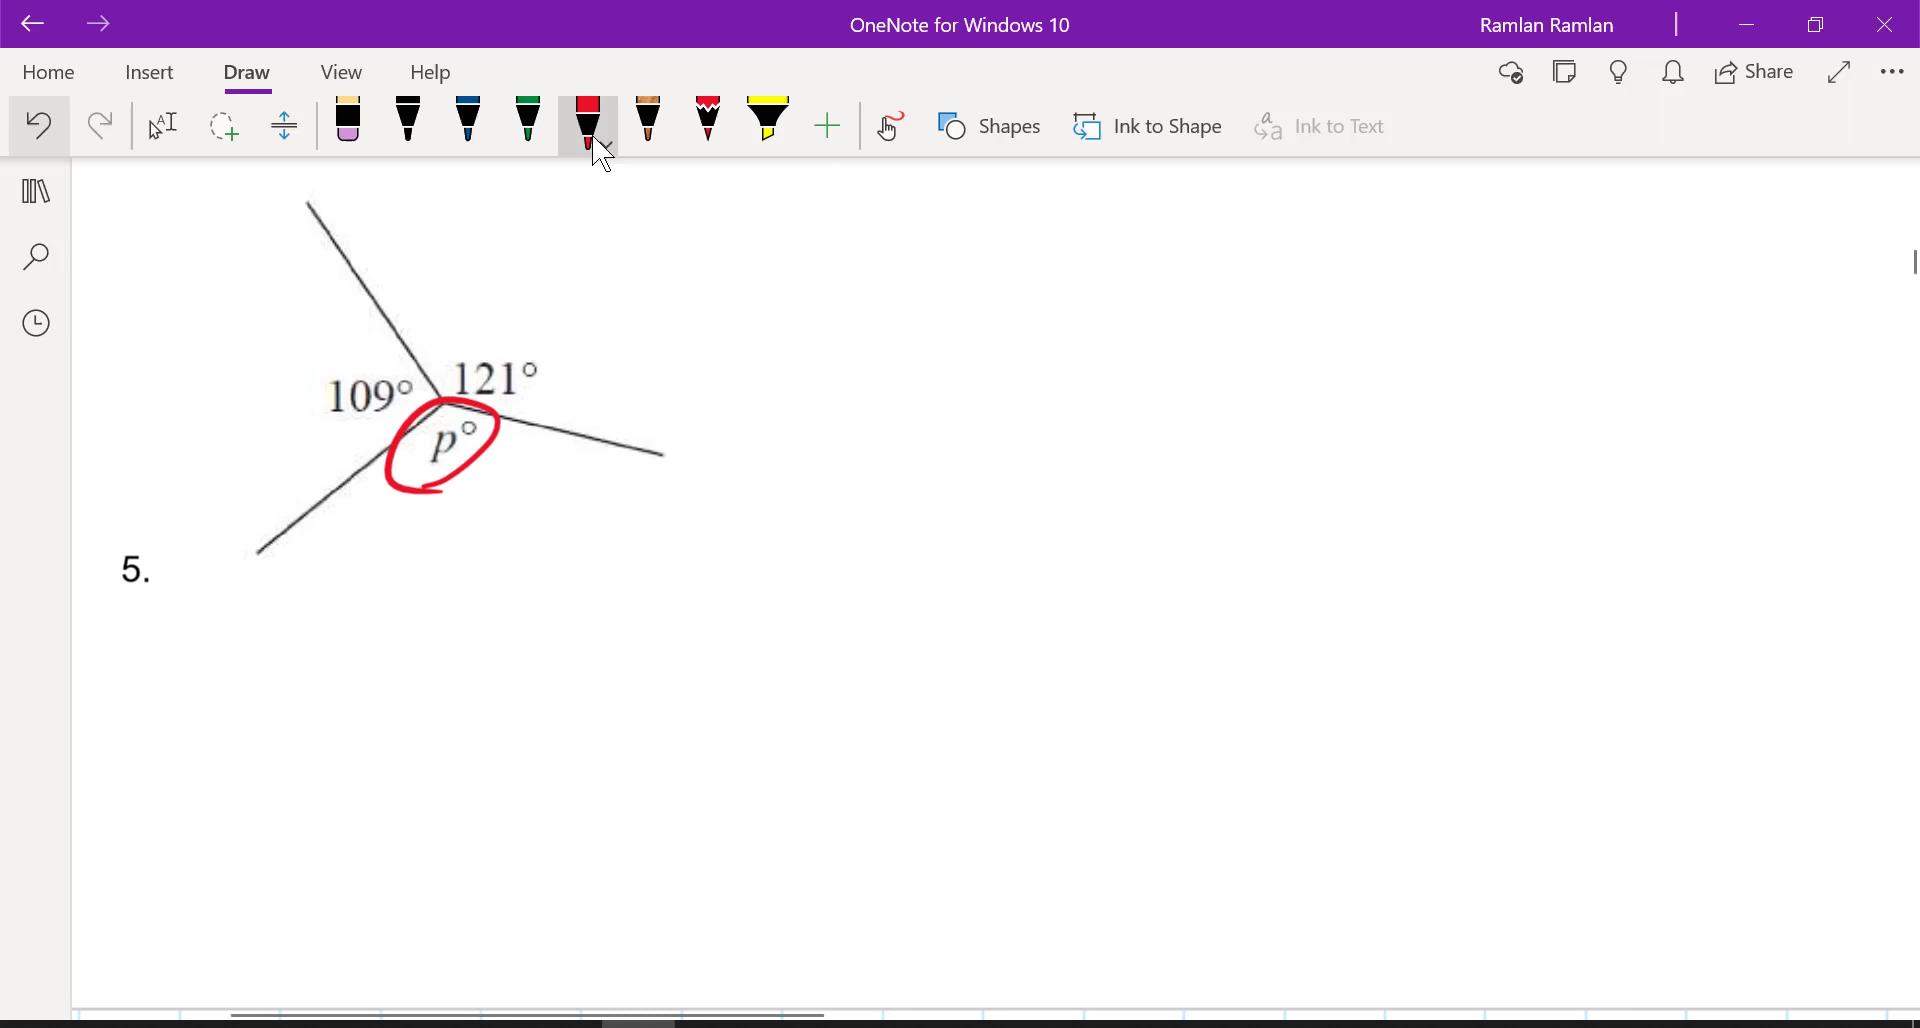 OneNote for Windows 10
Ramlan Ramlan
Home Insert Draw View Help
Share
Shapes Ink to Shape Ink to Text
109° 121°
p°
5.